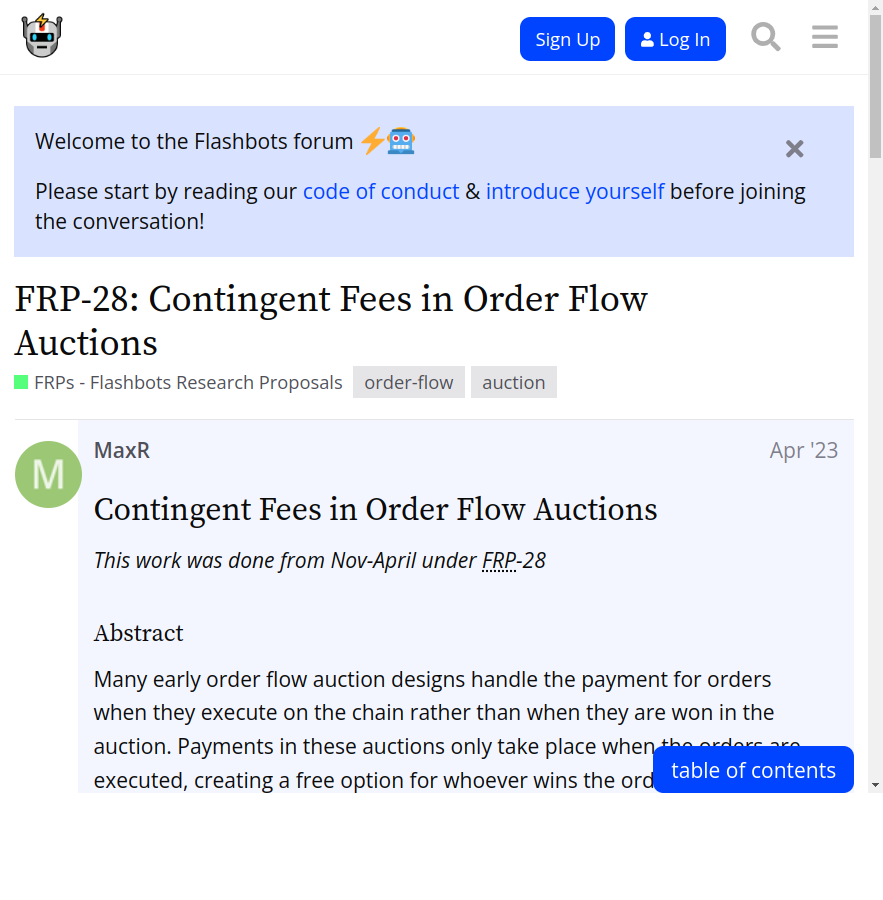 Sign Up
Log In
Welcome to the Flashbots forum
Please start by reading our code of conduct & introduce yourself before joining
the conversation!
FRP-28: Contingent Fees in Order Flow
Auctions
FRPs - Flashbots Research Proposals order-flow auction
M
MaxR Apr '23
Contingent Fees in Order Flow Auctions
This work was done from Nov-April under FRP-28
Abstract
Many early order flow auction designs handle the payment for orders
when they execute on the chain rather than when they are won in the
auction. Payments in these auctions only take place when the orders are
executed, creating a free option for whoever wins the ord
table of contents